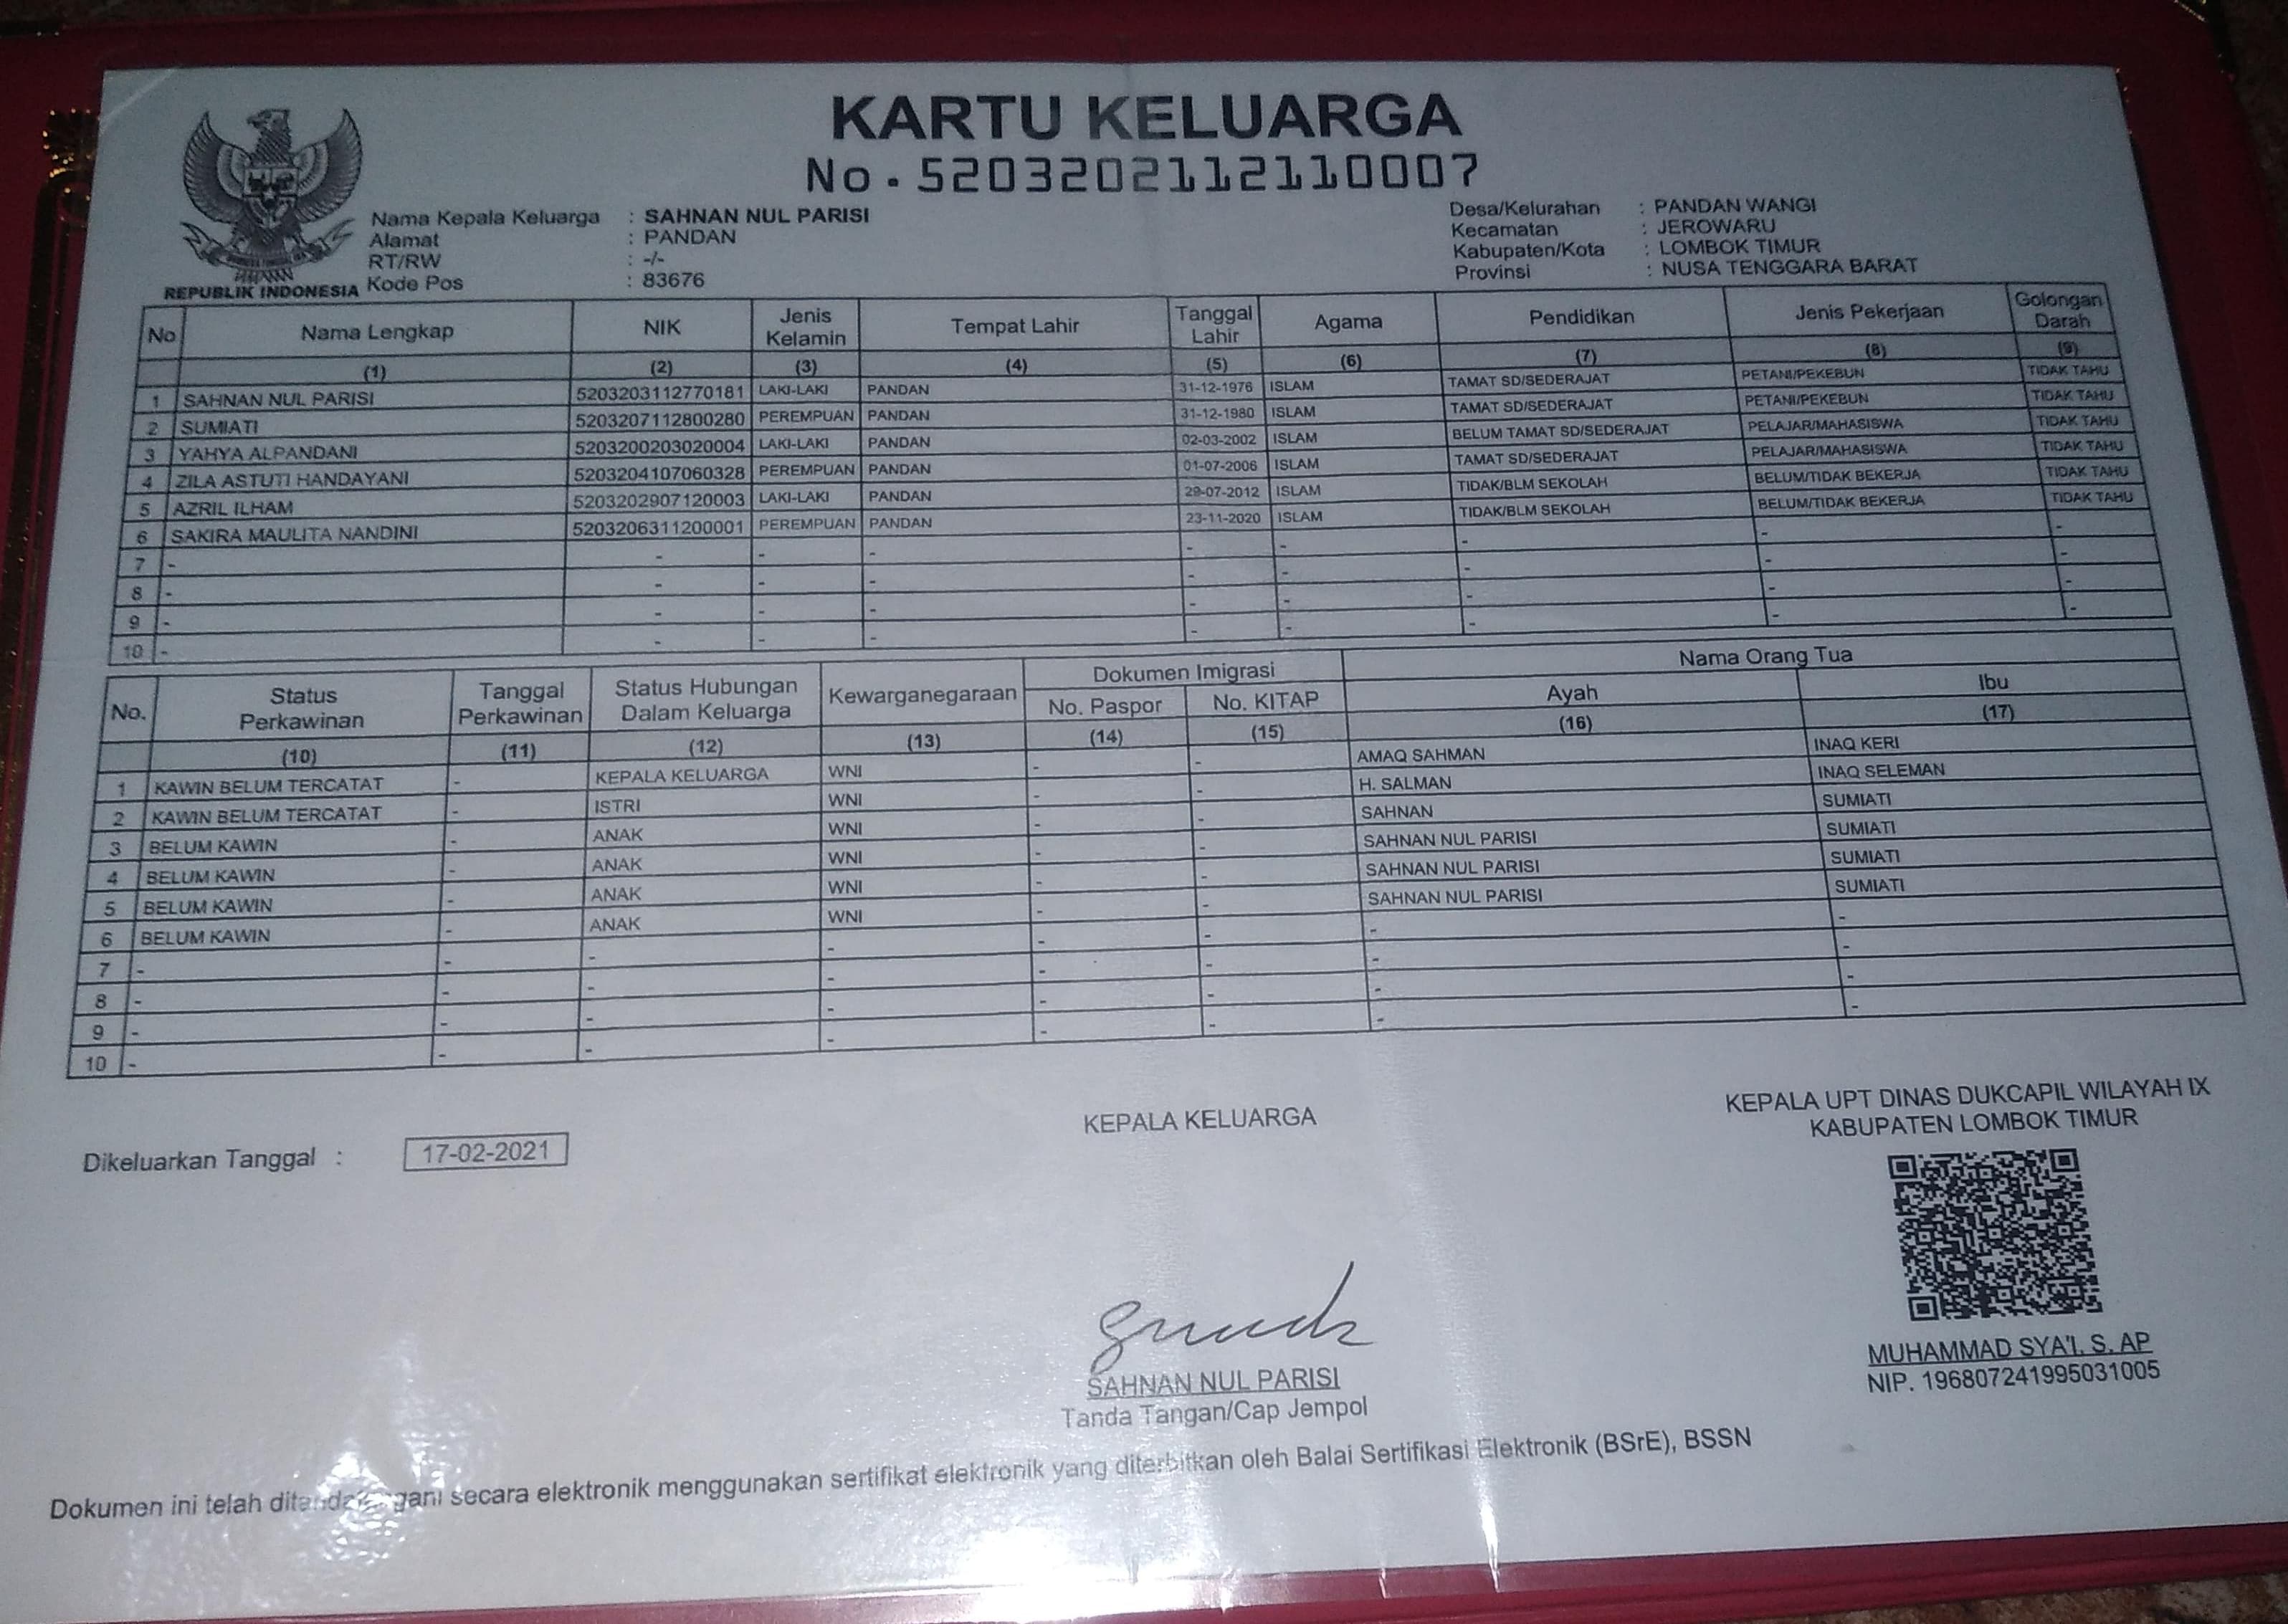 KARTU KELUARGA
No. 5203202112110007
REPUBLIK INDONESIA
Nama Kepala Keluarga : SAHNAN NUL PARISI
Alamat : PANDAN
RT/RW : -/-
Kode Pos : 83676
Desa/Kelurahan : PANDAN WANGI
Kecamatan : JEROWARU
Kabupaten/Kota : LOMBOK TIMUR
Provinsi : NUSA TENGGARA BARAT
No Nama Lengkap NIK Jenis Kelamin Tempat Lahir Tanggal Lahir Agama Pendidikan Jenis Pekerjaan Golongan Darah
(1) (2) (3) (4) (5) (6) (7) (8) (9)
1 SAHNAN NUL PARISI 5203203112770181 LAKI-LAKI PANDAN 31-12-1976 ISLAM TAMAT SD/SEDERAJAT PETANI/PEKEBUN TIDAK TAHU
2 SUMIATI 5203207112800280 PEREMPUAN PANDAN 31-12-1980 ISLAM TAMAT SD/SEDERAJAT PETANI/PEKEBUN TIDAK TAHU
3 YAHYA ALPANDANI 5203200203020004 LAKI-LAKI PANDAN 02-03-2002 ISLAM BELUM TAMAT SD/SEDERAJAT PELAJAR/MAHASISWA TIDAK TAHU
4 ZILA ASTUTI HANDAYANI 5203204107060328 PEREMPUAN PANDAN 01-07-2006 ISLAM TAMAT SD/SEDERAJAT PELAJAR/MAHASISWA TIDAK TAHU
5 AZRIL ILHAM 5203202907120003 LAKI-LAKI PANDAN 29-07-2012 ISLAM TIDAK/BLM SEKOLAH BELUM/TIDAK BEKERJA TIDAK TAHU
6 SAKIRA MAULITA NANDINI 5203206311200001 PEREMPUAN PANDAN 23-11-2020 ISLAM TIDAK/BLM SEKOLAH BELUM/TIDAK BEKERJA TIDAK TAHU
7 - - - - - - - - -
8 - - - - - - - - -
9 - - - - - - - - -
10 - - - - - - - - -
No. Status Perkawinan Tanggal Perkawinan Status Hubungan Dalam Keluarga Kewarganegaraan Dokumen Imigrasi Nama Orang Tua
No. Paspor No. KITAP Ayah Ibu
(10) (11) (12) (13) (14) (15) (16) (17)
1 KAWIN BELUM TERCATAT - KEPALA KELUARGA WNI - - AMAQ SAHMAN INAQ KERI
2 KAWIN BELUM TERCATAT - ISTRI WNI - - H. SALMAN INAQ SELEMAN
3 BELUM KAWIN - ANAK WNI - - SAHNAN SUMIATI
4 BELUM KAWIN - ANAK WNI - - SAHNAN NUL PARISI SUMIATI
5 BELUM KAWIN - ANAK WNI - - SAHNAN NUL PARISI SUMIATI
6 BELUM KAWIN - ANAK WNI - - SAHNAN NUL PARISI SUMIATI
7 - - - - - - - -
8 - - - - - - - -
9 - - - - - - - -
10 - - - - - - - -
Dikeluarkan Tanggal : 17-02-2021
KEPALA KELUARGA
SAHNAN NUL PARISI
Tanda Tangan/Cap Jempol
KEPALA UPT DINAS DUKCAPIL WILAYAH IX
KABUPATEN LOMBOK TIMUR
MUHAMMAD SYA'I, S. AP
NIP. 196807241995031005
Dokumen ini telah ditandatangani secara elektronik menggunakan sertifikat elektronik yang diterbitkan oleh Balai Sertifikasi Elektronik (BSrE), BSSN